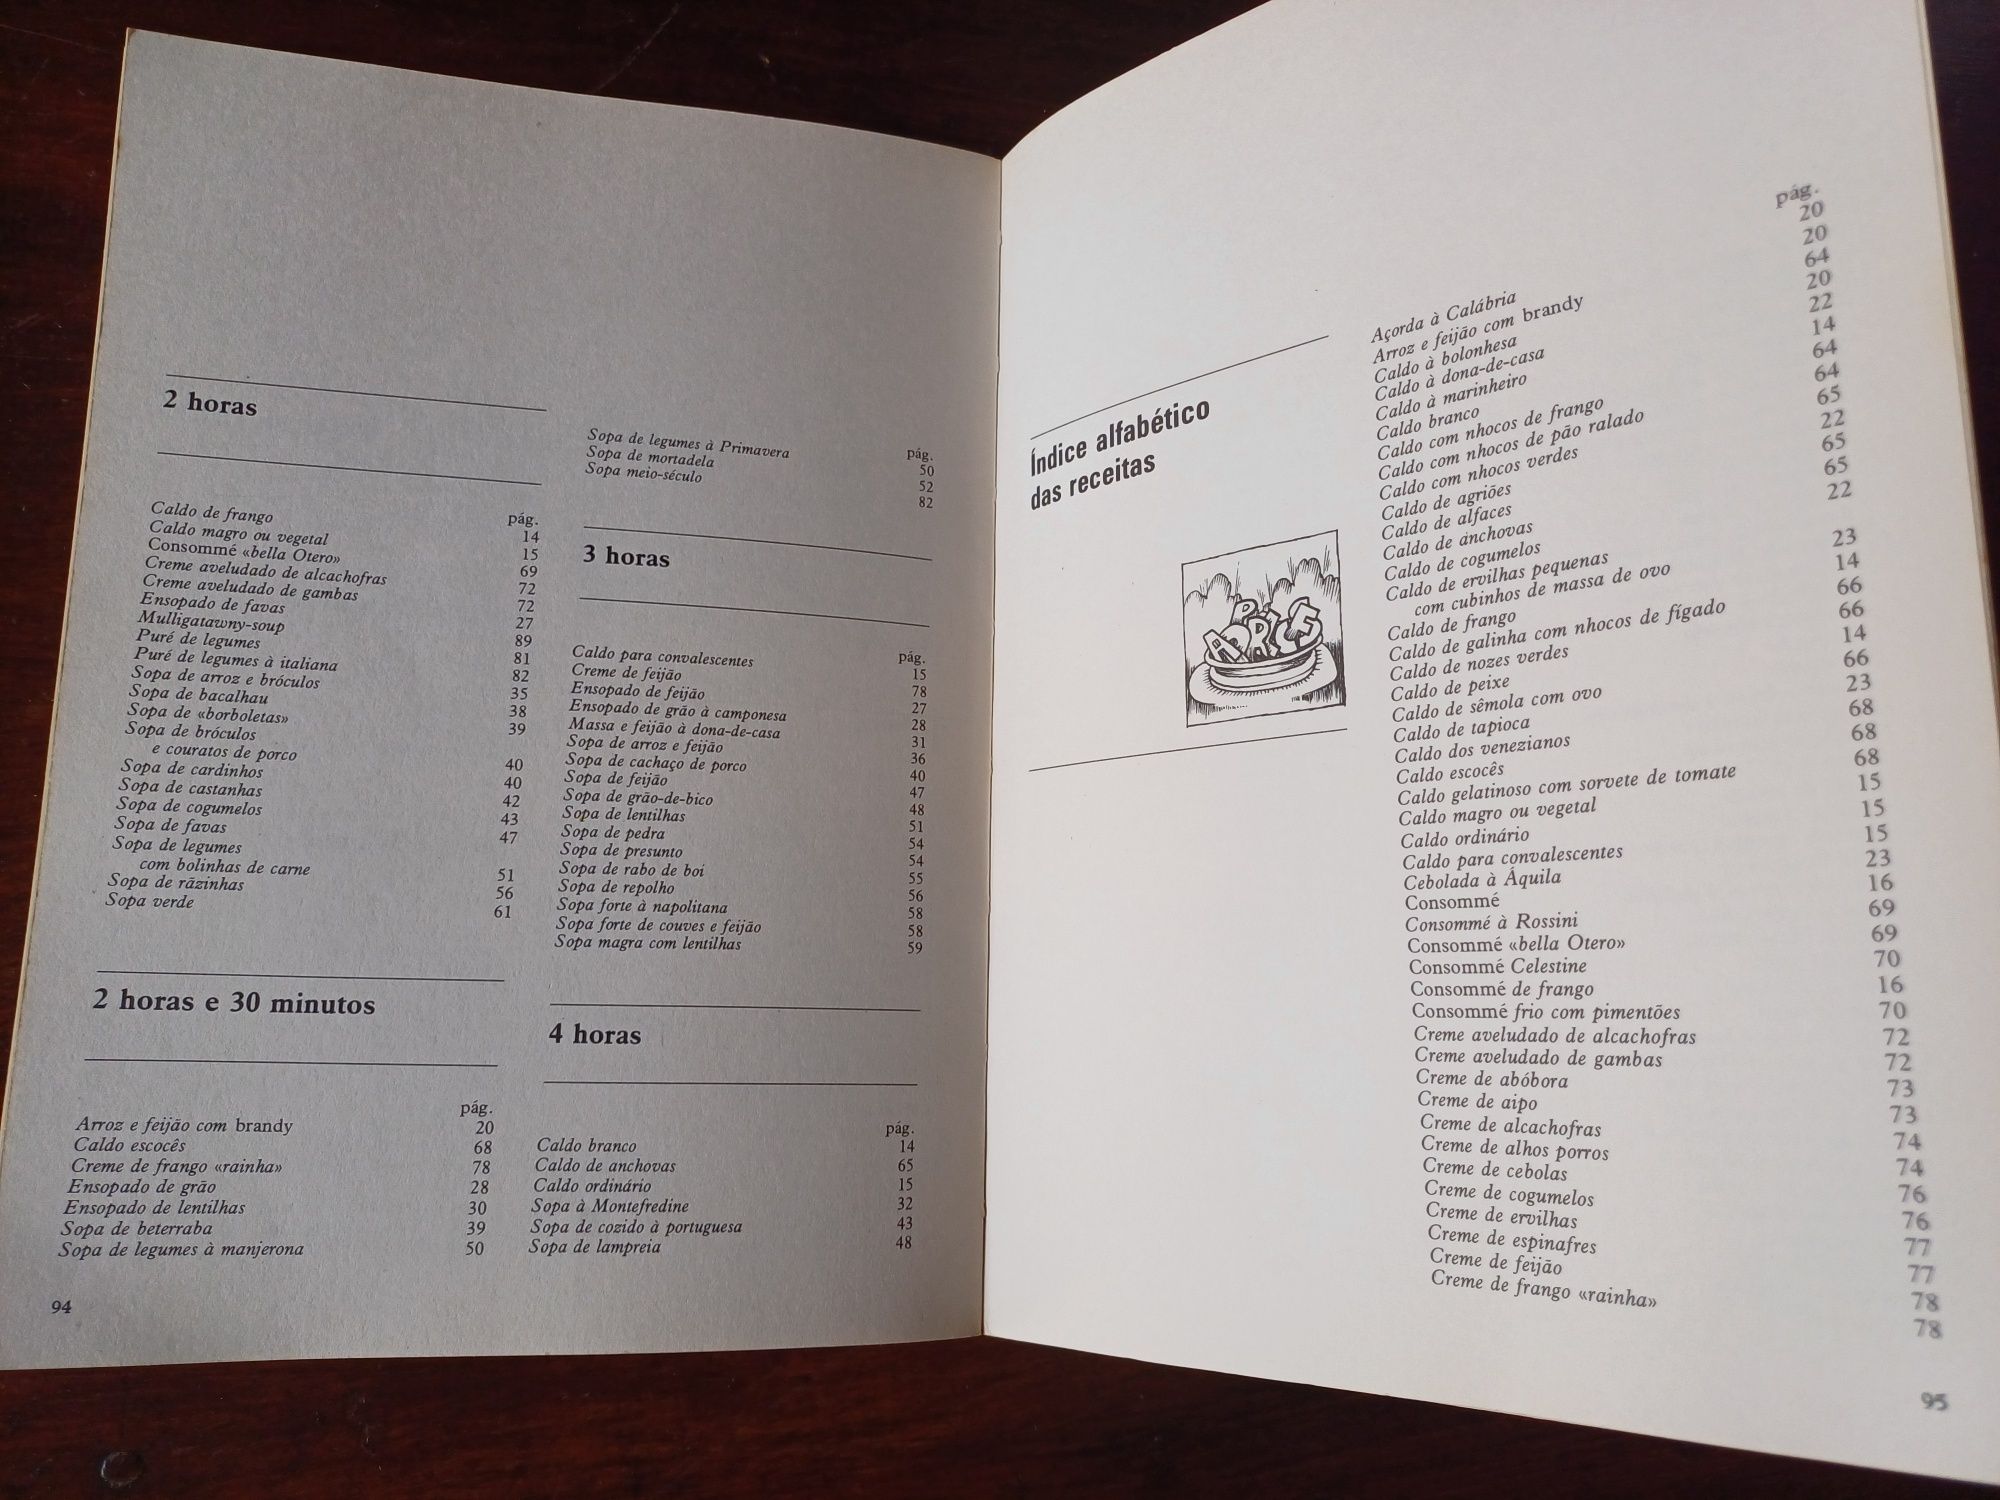 2 horas
pág.
Caldo de frango 14
Caldo magro ou vegetal 15
Consommé «bella Otero» 69
Creme aveludado de alcachofras 72
Creme aveludado de gambas 72
Ensopado de favas 27
Mulligatawny-soup 89
Puré de legumes 81
Puré de legumes à italiana 82
Sopa de arroz e bróculos 35
Sopa de bacalhau 38
Sopa de «borboletas» 39
Sopa de bróculos
e couratos de porco 40
Sopa de cardinhos 40
Sopa de castanhas 42
Sopa de cogumelos 43
Sopa de favas 47
Sopa de legumes
com bolinhas de carne 51
Sopa de rãzinhas 56
Sopa verde 61
2 horas e 30 minutos
pág.
Arroz e feijão com brandy 20
Caldo escocês 68
Creme de frango «rainha» 78
Ensopado de grão 28
Ensopado de lentilhas 30
Sopa de beterraba 39
Sopa de legumes à manjerona 50
94
pág.
Sopa de legumes à Primavera 50
Sopa de mortadela 52
Sopa meio-século 82
3 horas
pág.
Caldo para convalescentes 15
Creme de feijão 78
Ensopado de feijão 27
Ensopado de grão à camponesa 28
Massa e feijão à dona-de-casa 31
Sopa de arroz e feijão 36
Sopa de cachaço de porco 40
Sopa de feijão 47
Sopa de grão-de-bico 48
Sopa de lentilhas 51
Sopa de pedra 54
Sopa de presunto 54
Sopa de rabo de boi 55
Sopa de repolho 56
Sopa forte à napolitana 58
Sopa forte de couves e feijão 58
Sopa magra com lentilhas 59
4 horas
pág.
Caldo branco 14
Caldo de anchovas 65
Caldo ordinário 15
Sopa à Montefredine 32
Sopa de cozido à portuguesa 43
Sopa de lampreia 48
Índice alfabético
das receitas
pág.
Açorda à Calábria 20
Arroz e feijão com brandy 20
Caldo à bolonhesa 64
Caldo à dona-de-casa 20
Caldo à marinheiro 22
Caldo branco 14
Caldo com nhocos de frango 64
Caldo com nhocos de pão ralado 64
Caldo com nhocos verdes 65
Caldo de agriões 22
Caldo de alfaces 65
Caldo de anchovas 65
Caldo de cogumelos 22
Caldo de ervilhas pequenas
com cubinhos de massa de ovo 23
Caldo de frango 14
Caldo de galinha com nhocos de fígado 66
Caldo de nozes verdes 66
Caldo de peixe 14
Caldo de sêmola com ovo 66
Caldo de tapioca 23
Caldo dos venezianos 68
Caldo escocês 68
Caldo gelatinoso com sorvete de tomate 68
Caldo magro ou vegetal 15
Caldo ordinário 15
Caldo para convalescentes 15
Cebolada à Áquila 23
Consommé 16
Consommé à Rossini 69
Consommé «bella Otero» 69
Consommé Celestine 70
Consommé de frango 16
Consommé frio com pimentões 70
Creme aveludado de alcachofras 72
Creme aveludado de gambas 72
Creme de abóbora 73
Creme de aipo 73
Creme de alcachofras 74
Creme de alhos porros 74
Creme de cebolas 76
Creme de cogumelos 76
Creme de ervilhas 77
Creme de espinafres 77
Creme de feijão 78
Creme de frango «rainha» 78
95